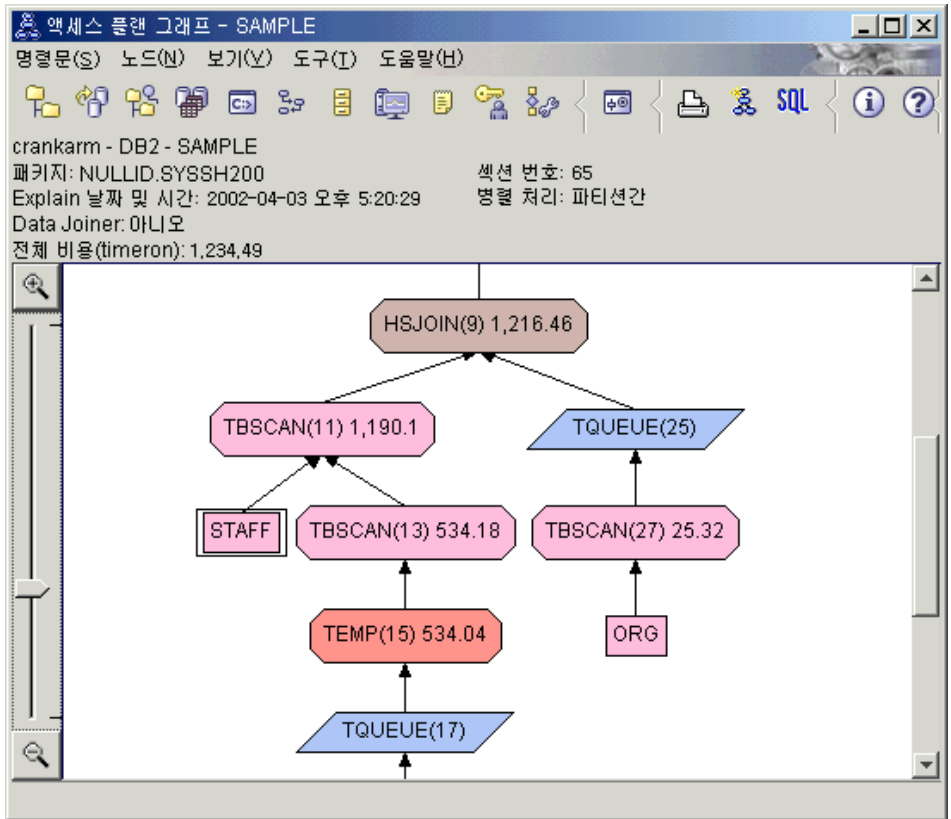 액세스 플랜 그래프 - SAMPLE
명령문(S) 노드(N) 보기(V) 도구(T) 도움말(H)
C:>
SQL
crankarm - DB2 - SAMPLE
패키지: NULLID.SYSSH200 섹션 번호: 65
Explain 날짜 및 시간: 2002-04-03 오후 5:20:29 병렬 처리: 파티션간
Data Joiner: 아니오
전체 비용(timeron): 1,234,49
HSJOIN(9) 1,216.46
TBSCAN(11) 1,190.1 TQUEUE(25)
STAFF TBSCAN(13) 534.18 TBSCAN(27) 25.32
TEMP(15) 534.04 ORG
TQUEUE(17)